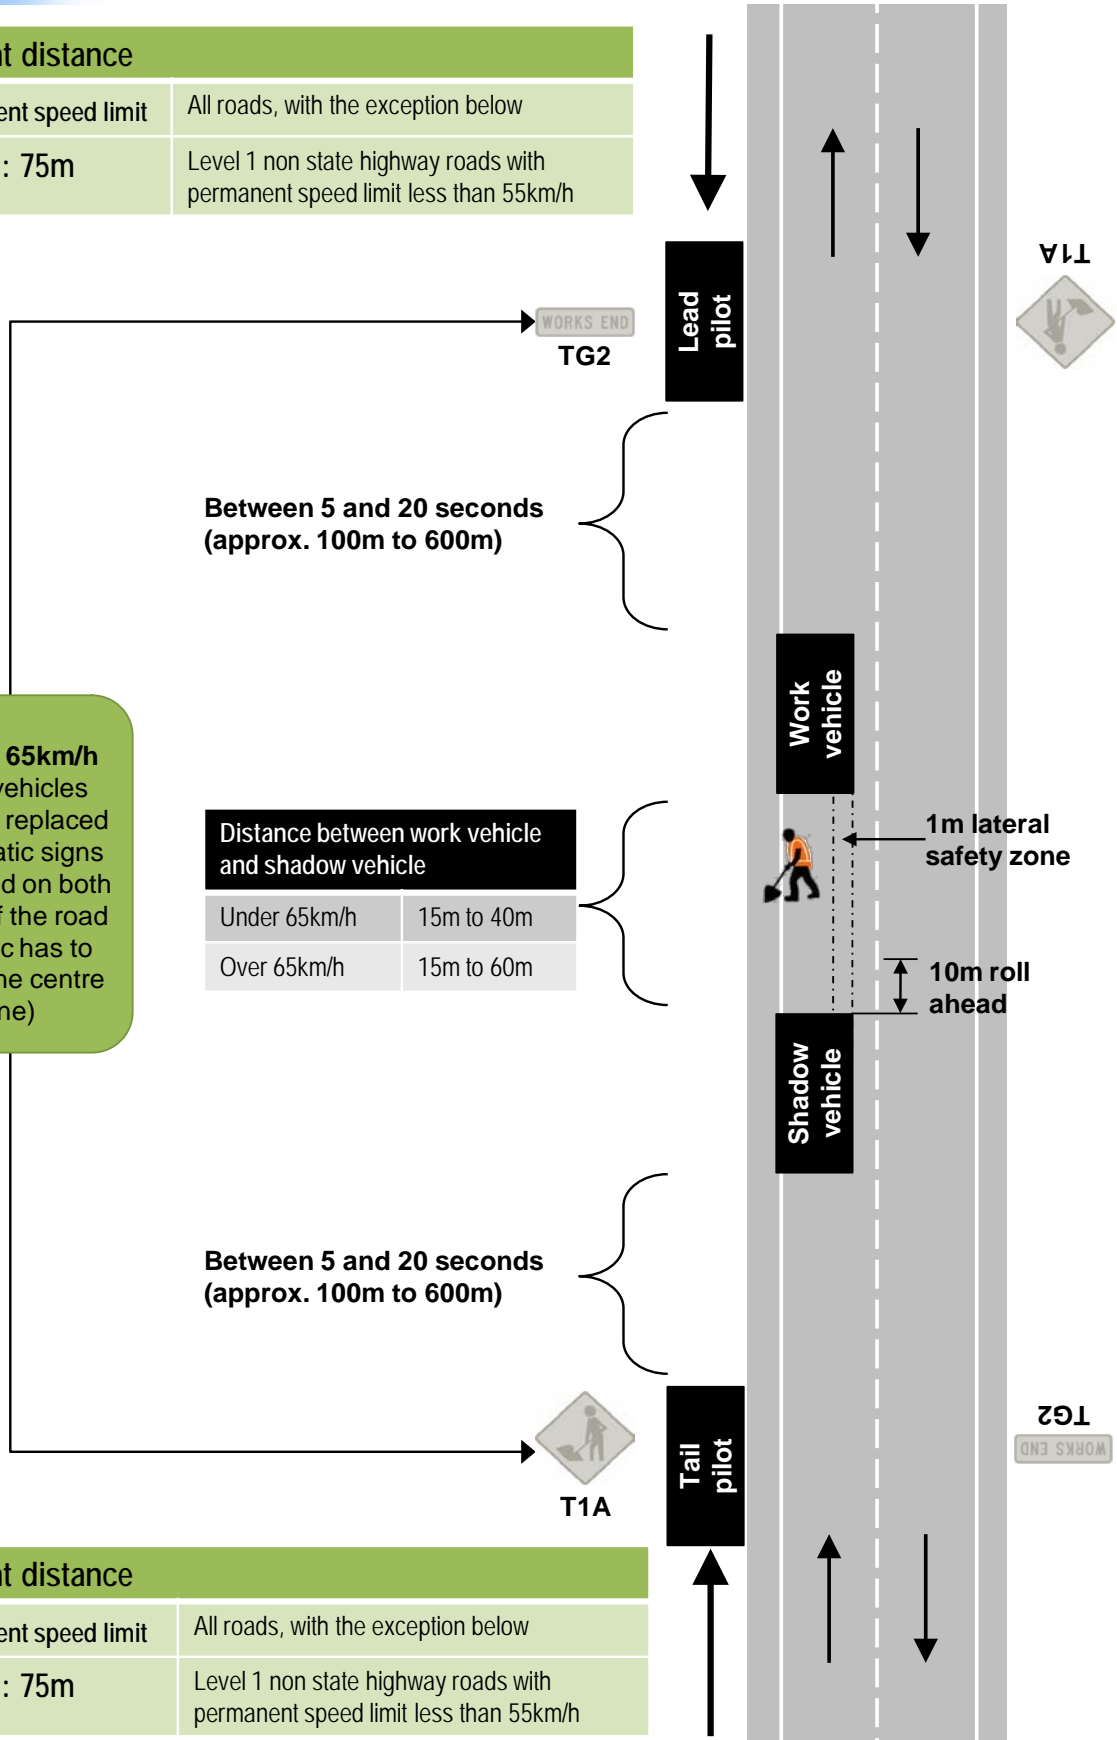 t distance
ent speed limit
All roads, with the exception below
: 75m
Level 1 non state highway roads with
permanent speed limit less than 55km/h
T1A
Lead
pilot
WORKS END
TG2
Between 5 and 20 seconds
(approx. 100m to 600m)
Work
vehicle
65km/h
vehicles
replaced
atic signs
d on both
f the road
c has to
ne centre
ne)
Distance between work vehicle
and shadow vehicle
Under 65km/h
15m to 40m
Over 65km/h
15m to 60m
1m lateral
safety zone
10m roll
ahead
Shadow
vehicle
Between 5 and 20 seconds
(approx. 100m to 600m)
Tail
pilot
T1A
TG2
WORKS END
t distance
ent speed limit
All roads, with the exception below
: 75m
Level 1 non state highway roads with
permanent speed limit less than 55km/h